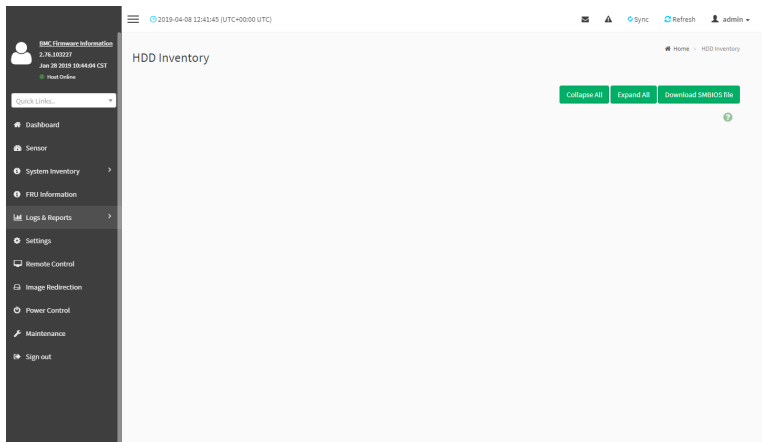 2019-04-08 12:41:45 (UTC+00:00 UTC)
Sync
Refresh
admin
BMC Firmware Information
2.76.103227
Jan 28 2019 10:44:04 CST
Host Online
Quick Links..
Dashboard
Sensor
System Inventory
FRU Information
Logs & Reports
Settings
Remote Control
Image Redirection
Power Control
Maintenance
Sign out
HDD Inventory
Home > HDD Inventory
Collapse All
Expand All
Download SMBIOS file